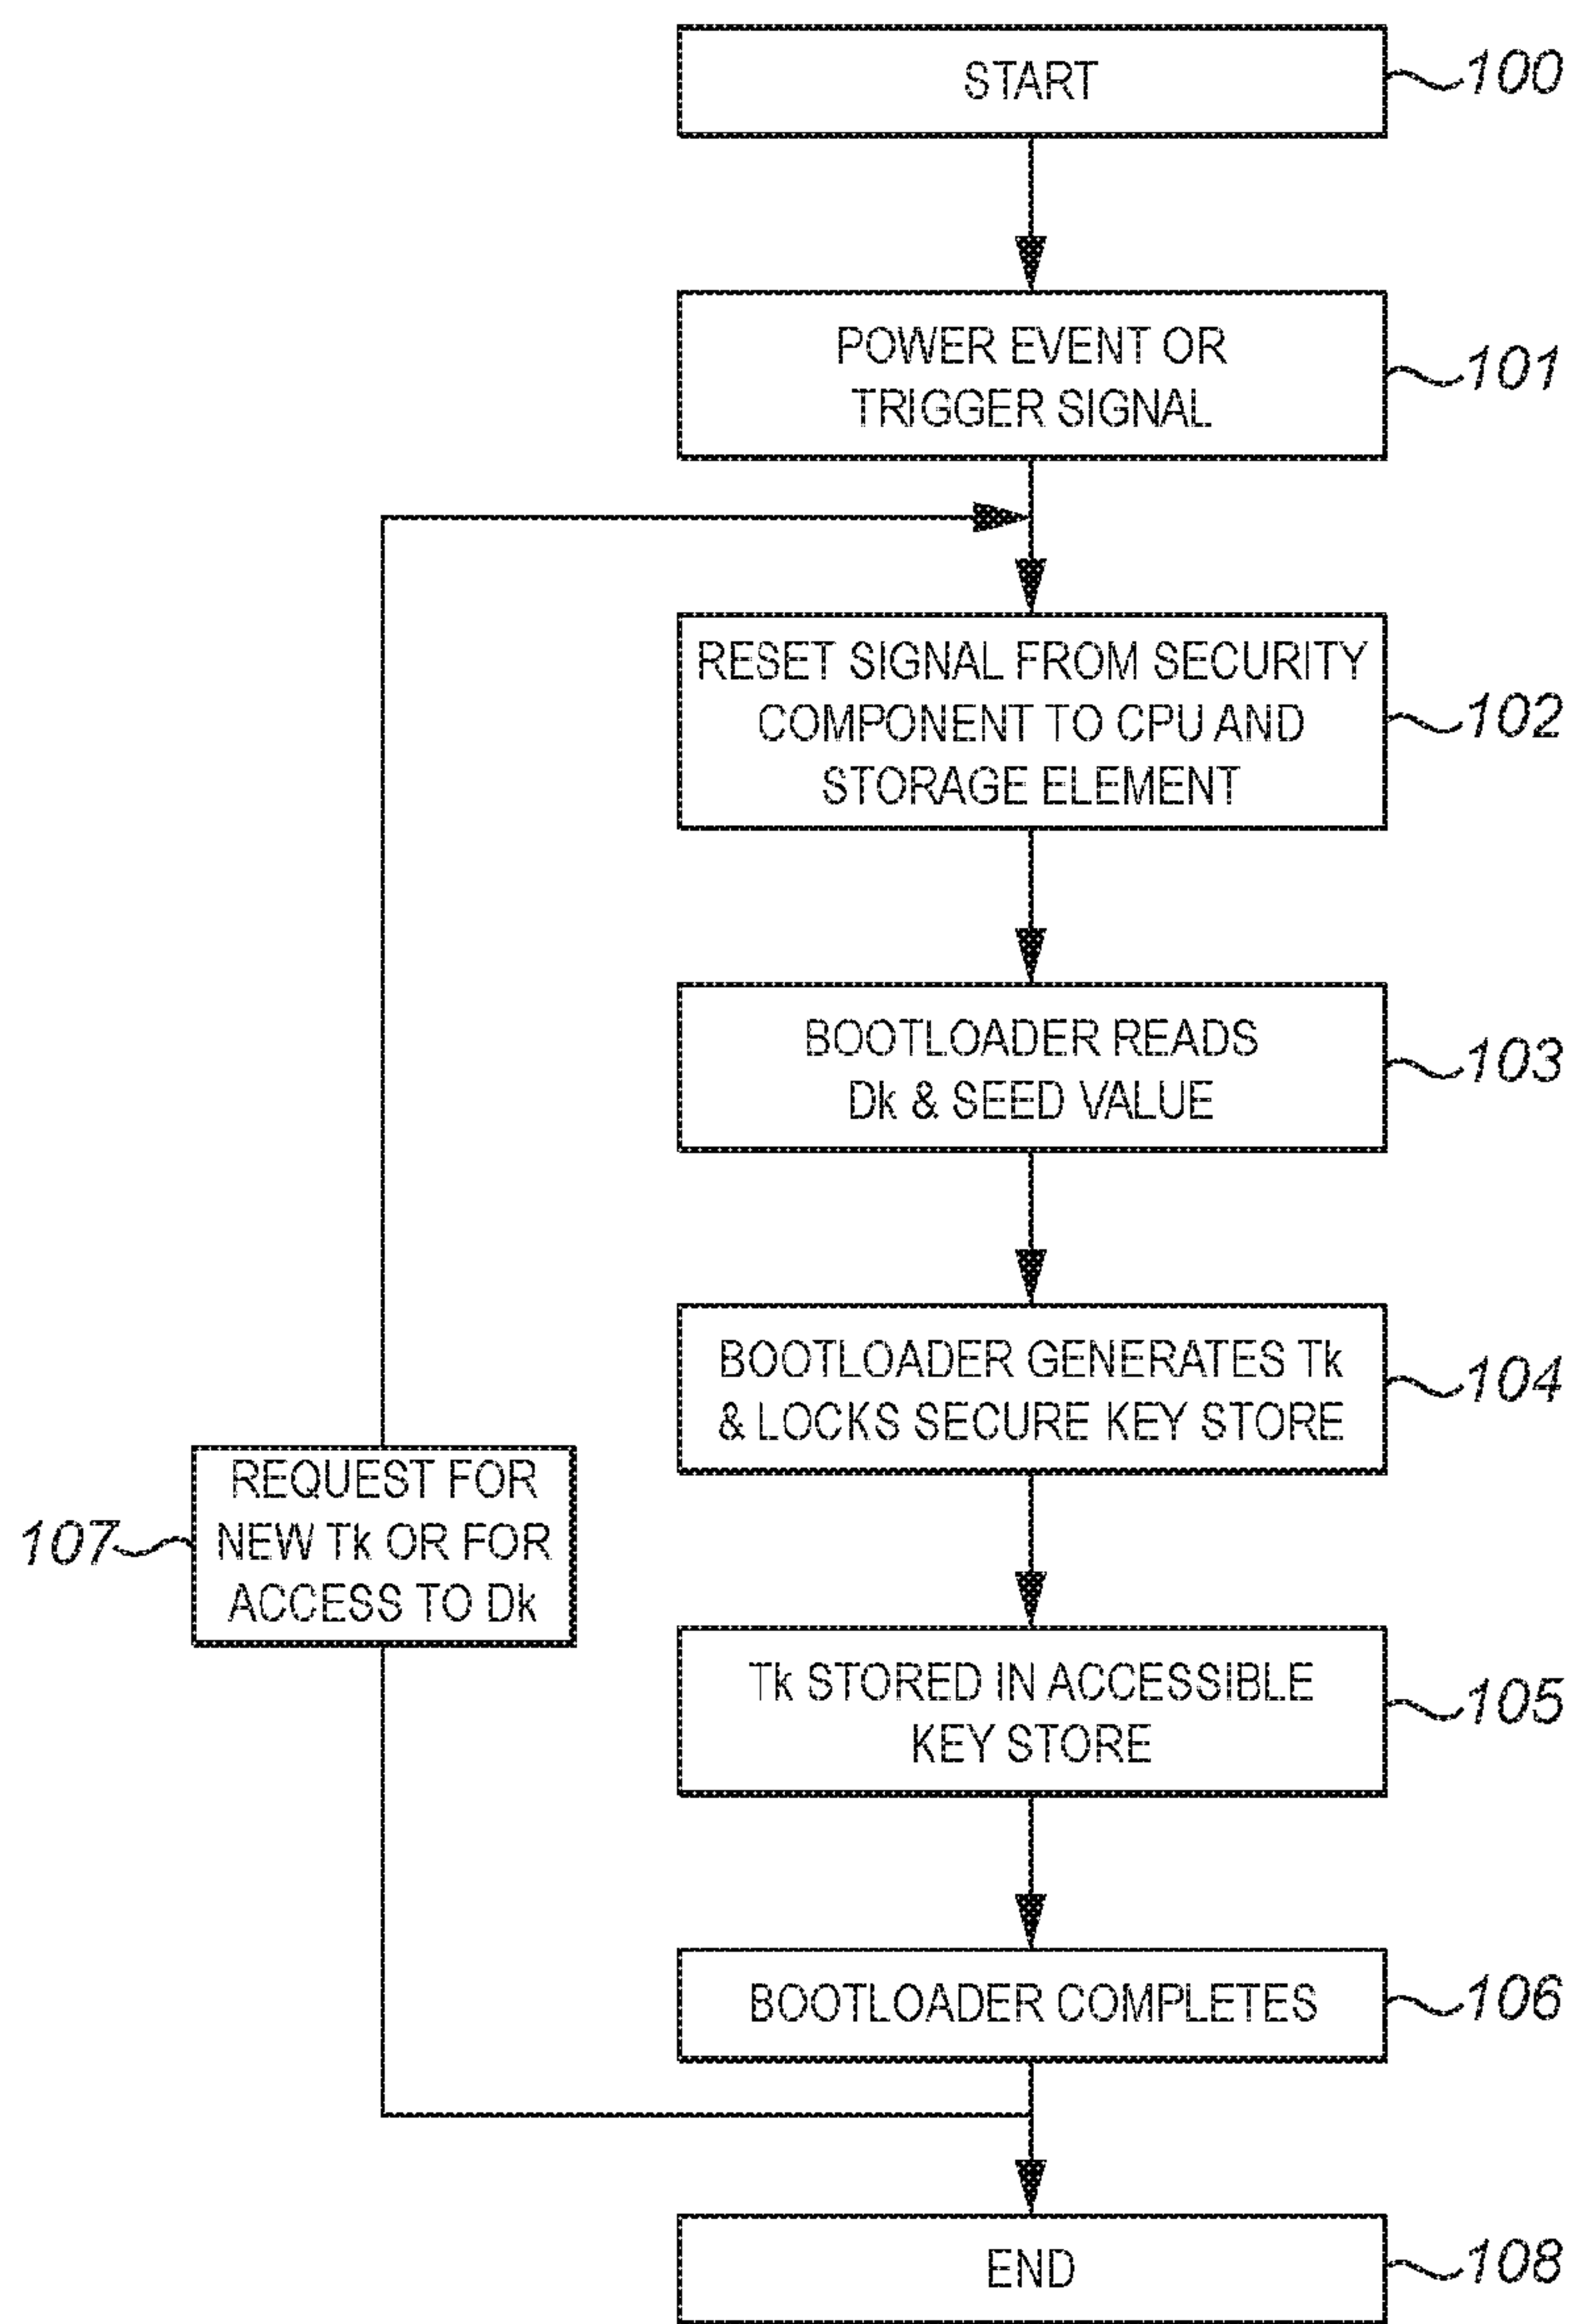 START
100
POWER EVENT OR
TRIGGER SIGNAL
101
RESET SIGNAL FROM SECURITY
COMPONENT TO CPU AND
STORAGE ELEMENT
102
BOOTLOADER READS
Dk & SEED VALUE
103
BOOTLOADER GENERATES Tk
& LOCKS SECURE KEY STORE
104
REQUEST FOR
NEW Tk OR FOR
ACCESS TO Dk
107
Tk STORED IN ACCESSIBLE
KEY STORE
105
BOOTLOADER COMPLETES
106
END
108